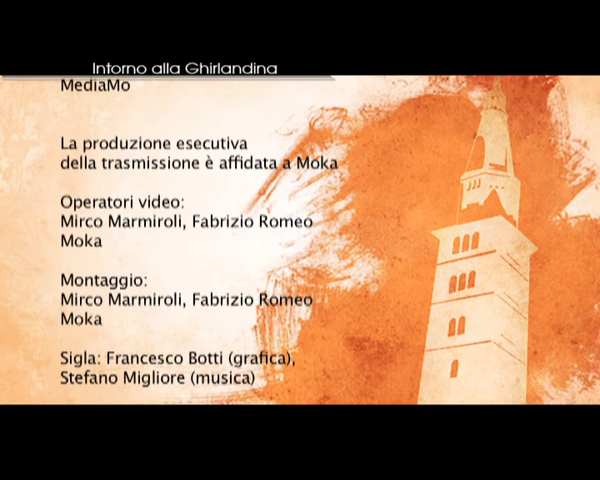 Intorno alla Ghirlandina
MediaMo
La produzione esecutiva
della trasmissione è affidata a Moka
Operatori video:
Mirco Marmiroli, Fabrizio Romeo
Moka
Montaggio:
Mirco Marmiroli, Fabrizio Romeo
Moka
Sigla: Francesco Botti (grafica),
Stefano Migliore (musica)